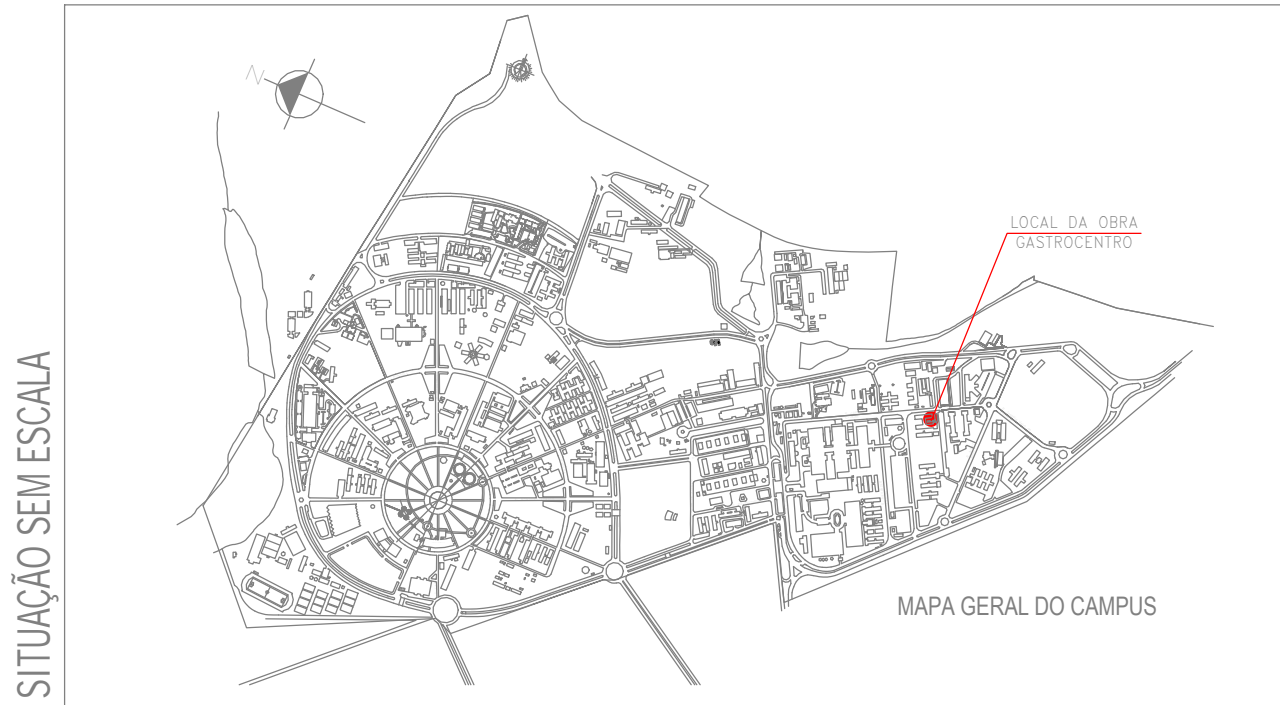 SITUAÇÃO SEM ESCALA
N
LOCAL DA OBRA
GASTROCENTRO
MAPA GERAL DO CAMPUS